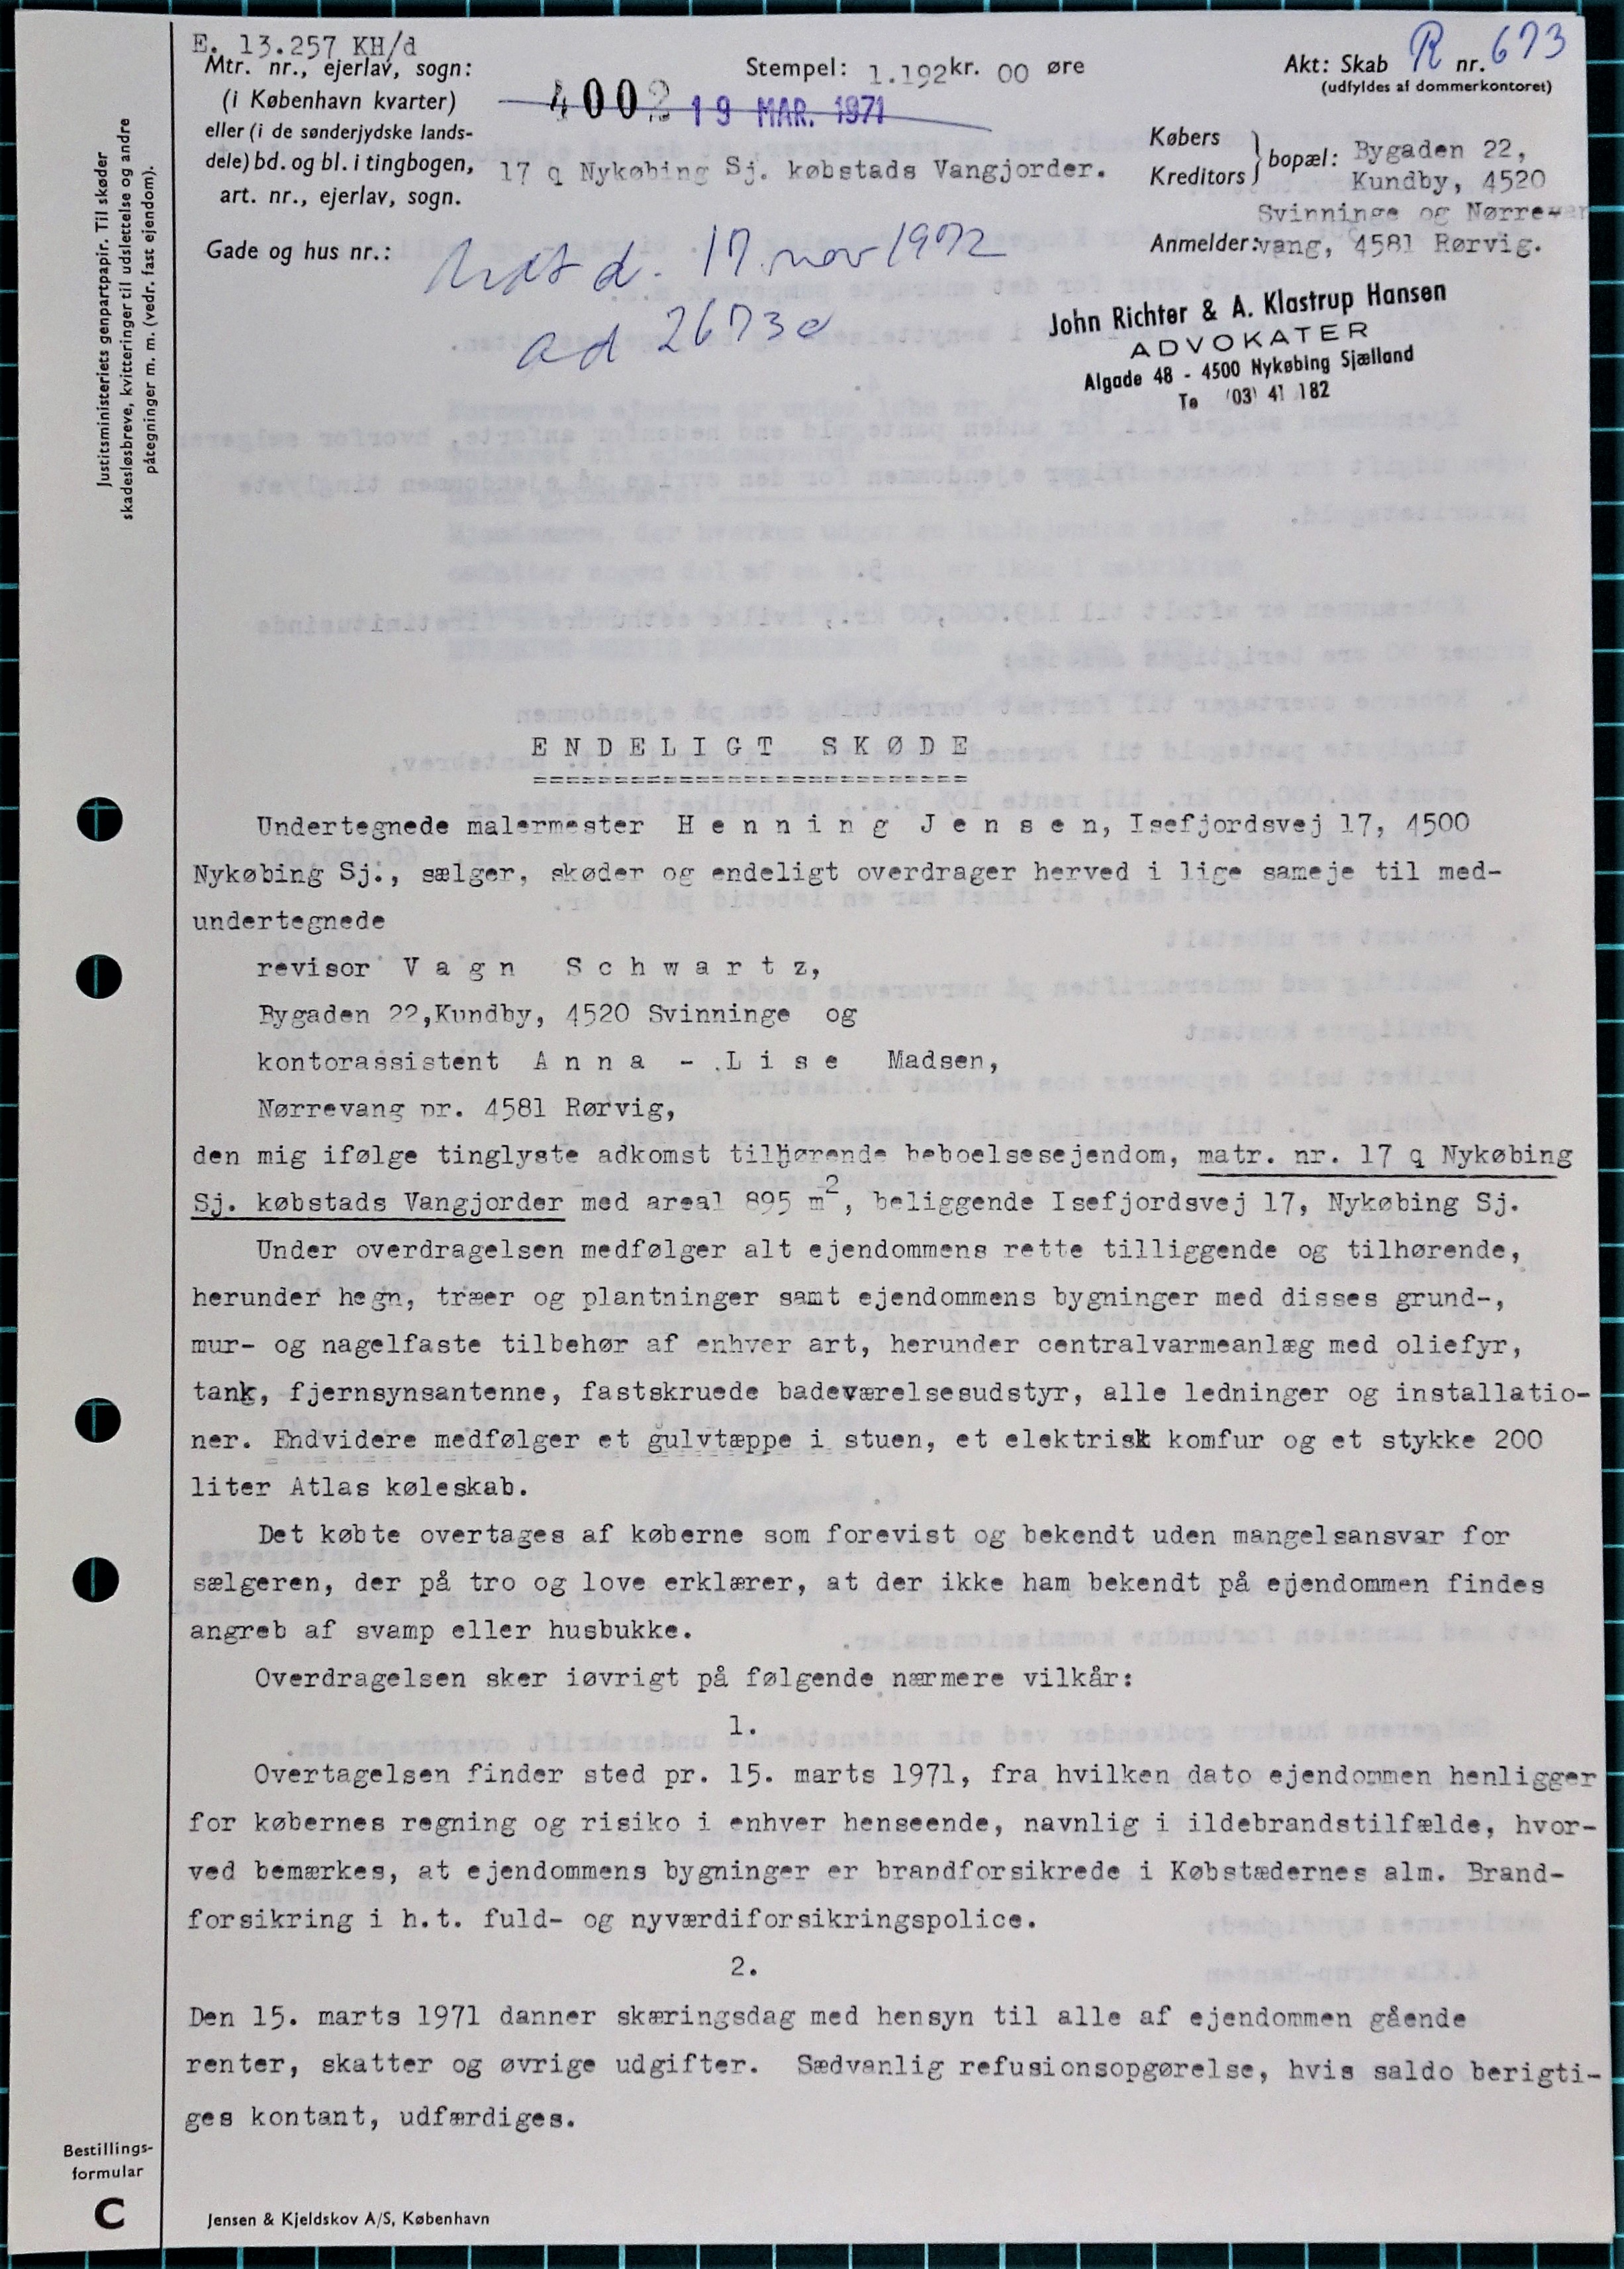 E. 13.257 KH/d
Mtr. nr., ejerlav, sogn:
(i København kvarter)
eller (i de sønderjydske lands-
dele) bd. og bl. i tingbogen,
art. nr., ejerlav, sogn.
Gade og hus nr.:
Stempel: 1.192 kr. 00 øre
4002 19 MAR. 1971
17 q Nykøbing Sj. købstads Vangjorder.
d. 17. nov 1972
ad 2673
Akt: Skab R nr. 673
(udfyldes af dommerkontoret)
Købers
Kreditors } bopæl: Bygaden 22,
Kundby, 4520
Svinninge og Nørre-
Anmelder: vang, 4581 Rørvig.
John Richter & A. Klastrup Hansen
ADVOKATER
Algade 48 - 4500 Nykøbing Sjælland
(03) 41 182
Justitsministeriets genpartpapir. Til skøder
skadesløsbreve, kvitteringer til udslettelse og andre
påtegninger m. m. (vedr. fast ejendom).
ENDELIGT SKØDE
===========================
Undertegnede malermester Henning Jensen, Isefjordsvej 17, 4500
Nykøbing Sj., sælger, skøder og endeligt overdrager herved i lige sameje til med-
undertegnede
revisor Vagn Schwartz,
Bygaden 22,Kundby, 4520 Svinninge og
kontorassistent Anna - Lise Madsen,
Nørrevang pr. 4581 Rørvig,
den mig ifølge tinglyste adkomst tilhørende beboelsesejendom, matr. nr. 17 q Nykøbing
Sj. købstads Vangjorder med areal 895 m2, beliggende Isefjordsvej 17, Nykøbing Sj.
Under overdragelsen medfølger alt ejendommens rette tilliggende og tilhørende,
herunder hegn, træer og plantninger samt ejendommens bygninger med disses grund-,
mur- og nagelfaste tilbehør af enhver art, herunder centralvarmeanlæg med oliefyr,
tank, fjernsynsantenne, fastskruede badeværelsesudstyr, alle ledninger og installatio-
ner. Endvidere medfølger et gulvtæppe i stuen, et elektrisk komfur og et stykke 200
liter Atlas køleskab.
Det købte overtages af køberne som forevist og bekendt uden mangelsansvar for
sælgeren, der på tro og love erklærer, at der ikke ham bekendt på ejendommen findes
angreb af svamp eller husbukke.
Overdragelsen sker iøvrigt på følgende nærmere vilkår:
1.
Overtagelsen finder sted pr. 15. marts 1971, fra hvilken dato ejendommen henligger
for købernes regning og risiko i enhver henseende, navnlig i ildebrandstilfælde, hvor-
ved bemærkes, at ejendommens bygninger er brandforsikrede i Købstædernes alm. Brand-
forsikring i h.t. fuld- og nyværdiforsikringspolice.
2.
Den 15. marts 1971 danner skæringsdag med hensyn til alle af ejendommen gående
renter, skatter og øvrige udgifter. Sædvanlig refusionsopgørelse, hvis saldo berigti-
ges kontant, udfærdiges.
Bestillings-
formular
C
Jensen & Kjeldskov A/S, København